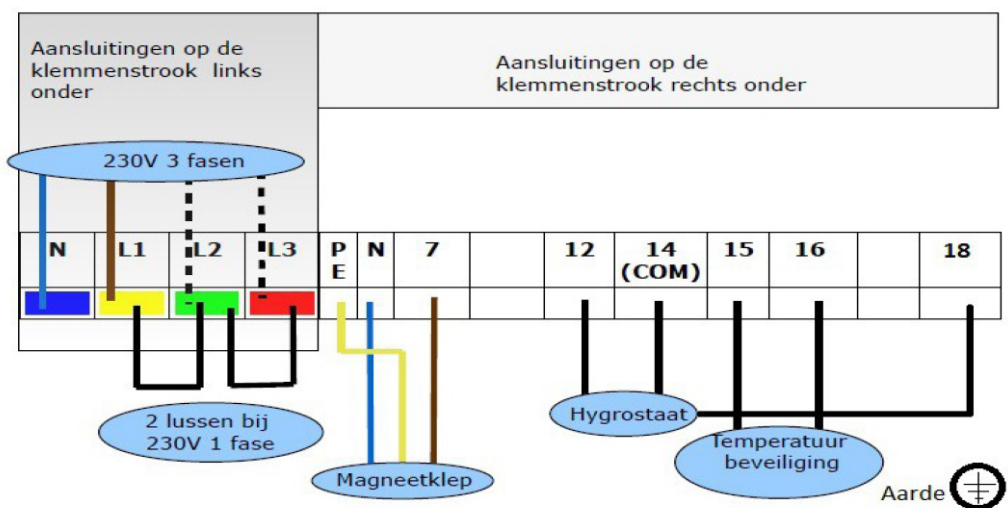 Aansluitingen op de
klemmenstrook links
onder
Aansluitingen op de
klemmenstrook rechts onder
230V 3 fasen
N L1 L2 L3 P E N 7 12 14 (COM) 15 16 18
2 lussen bij
230V 1 fase
Magneetklep
Hygrostaat
Temperatuur
beveiliging
Aarde